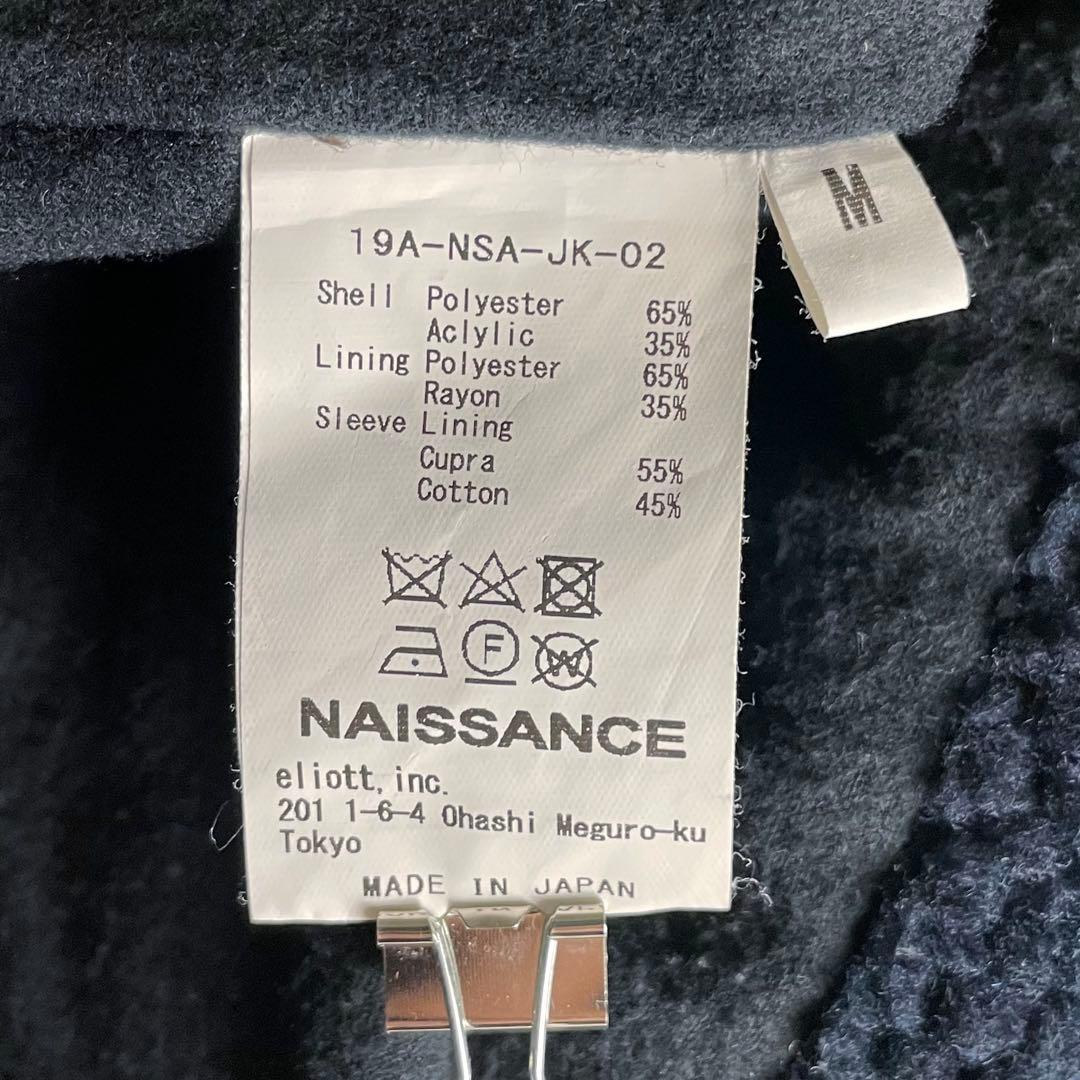 M
19A-NSA-JK-02
Shell Polyester 65%
Aclylic 35%
Lining Polyester 65%
Rayon 35%
Sleeve Lining
Cupra 55%
Cotton 45%
F
W
NAISSANCE
eliott, inc.
201 1-6-4 Ohashi Meguro-ku
Tokyo
MADE IN JAPAN